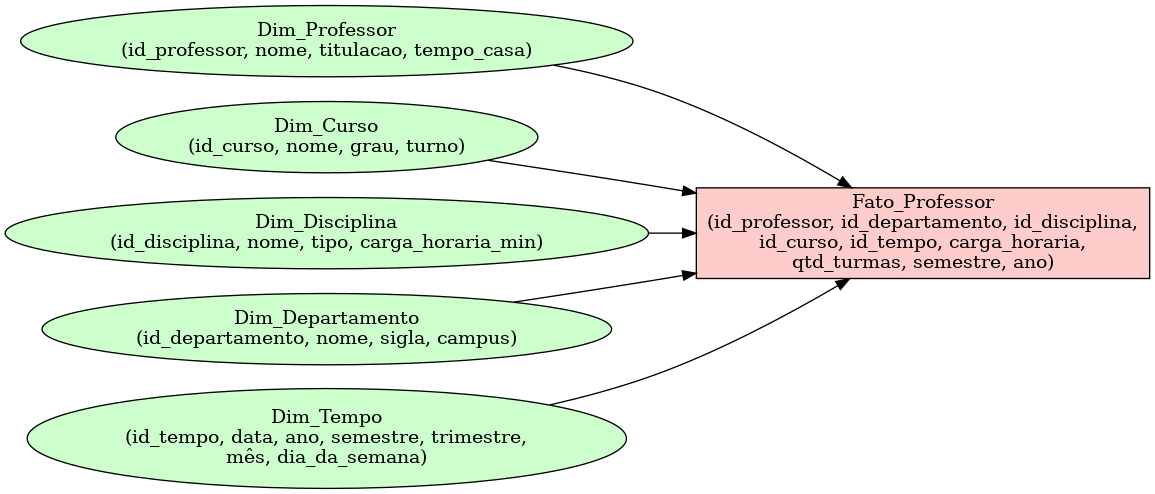 Dim_Professor
(id_professor, nome, titulacao, tempo_casa)
Dim_Curso
(id_curso, nome, grau, turno)
Dim_Disciplina
(id_disciplina, nome, tipo, carga_horaria_min)
Dim_Departamento
(id_departamento, nome, sigla, campus)
Dim_Tempo
(id_tempo, data, ano, semestre, trimestre,
mês, dia_da_semana)
Fato_Professor
(id_professor, id_departamento, id_disciplina,
id_curso, id_tempo, carga_horaria,
qtd_turmas, semestre, ano)